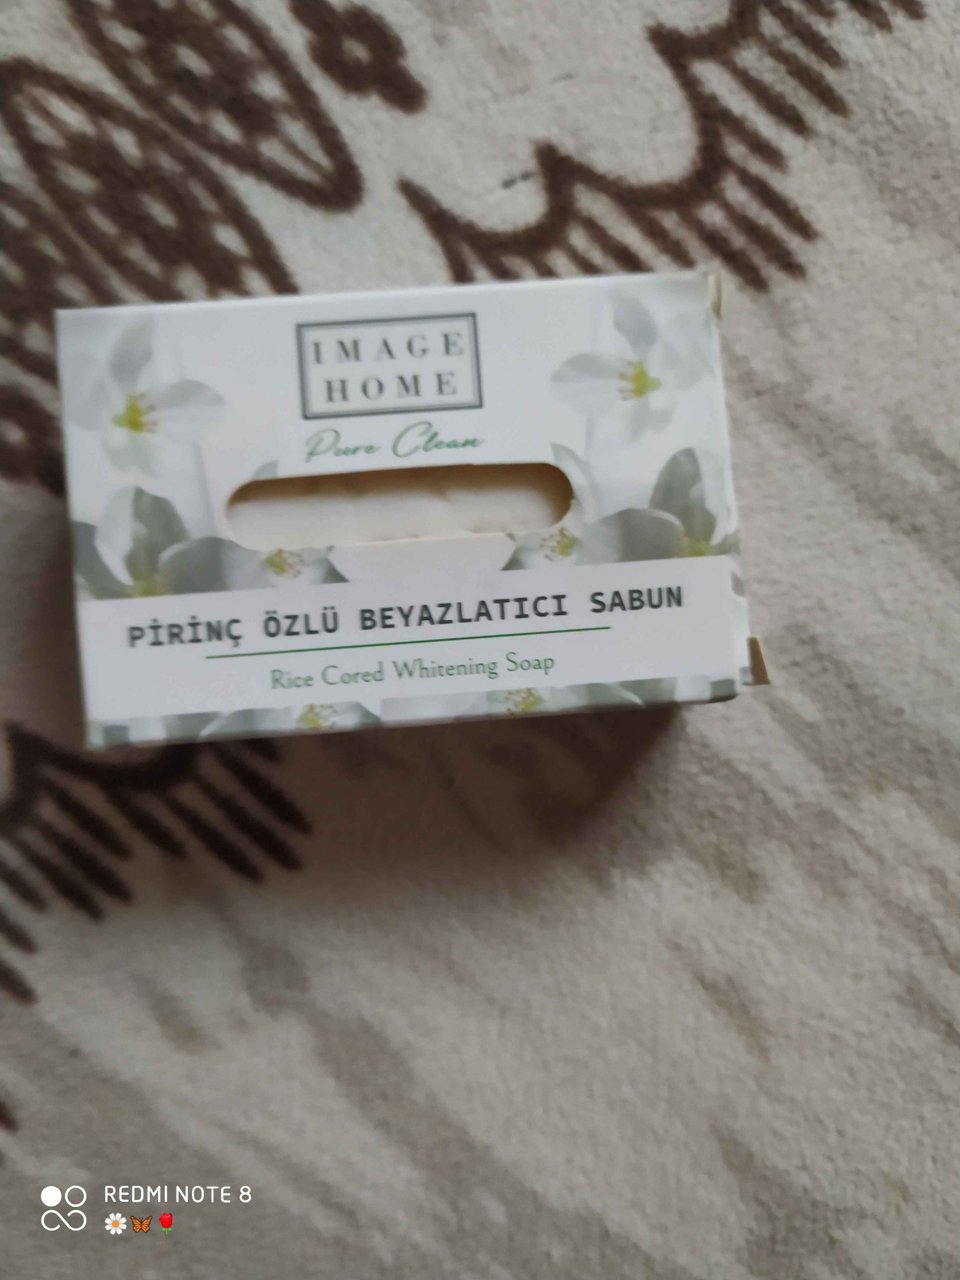 IMAGE
HOME
Pure Clean
PİRİNÇ ÖZLÜ BEYAZLATICI SABUN
Rice Cored Whitening Soap
REDMI NOTE 8